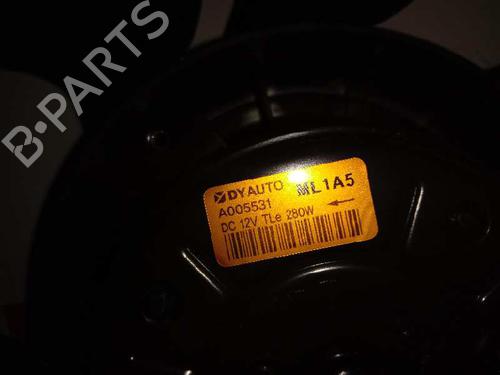 B-PARTS
DYAUTO ML1A5
A005531
DC 12V TLe 280W